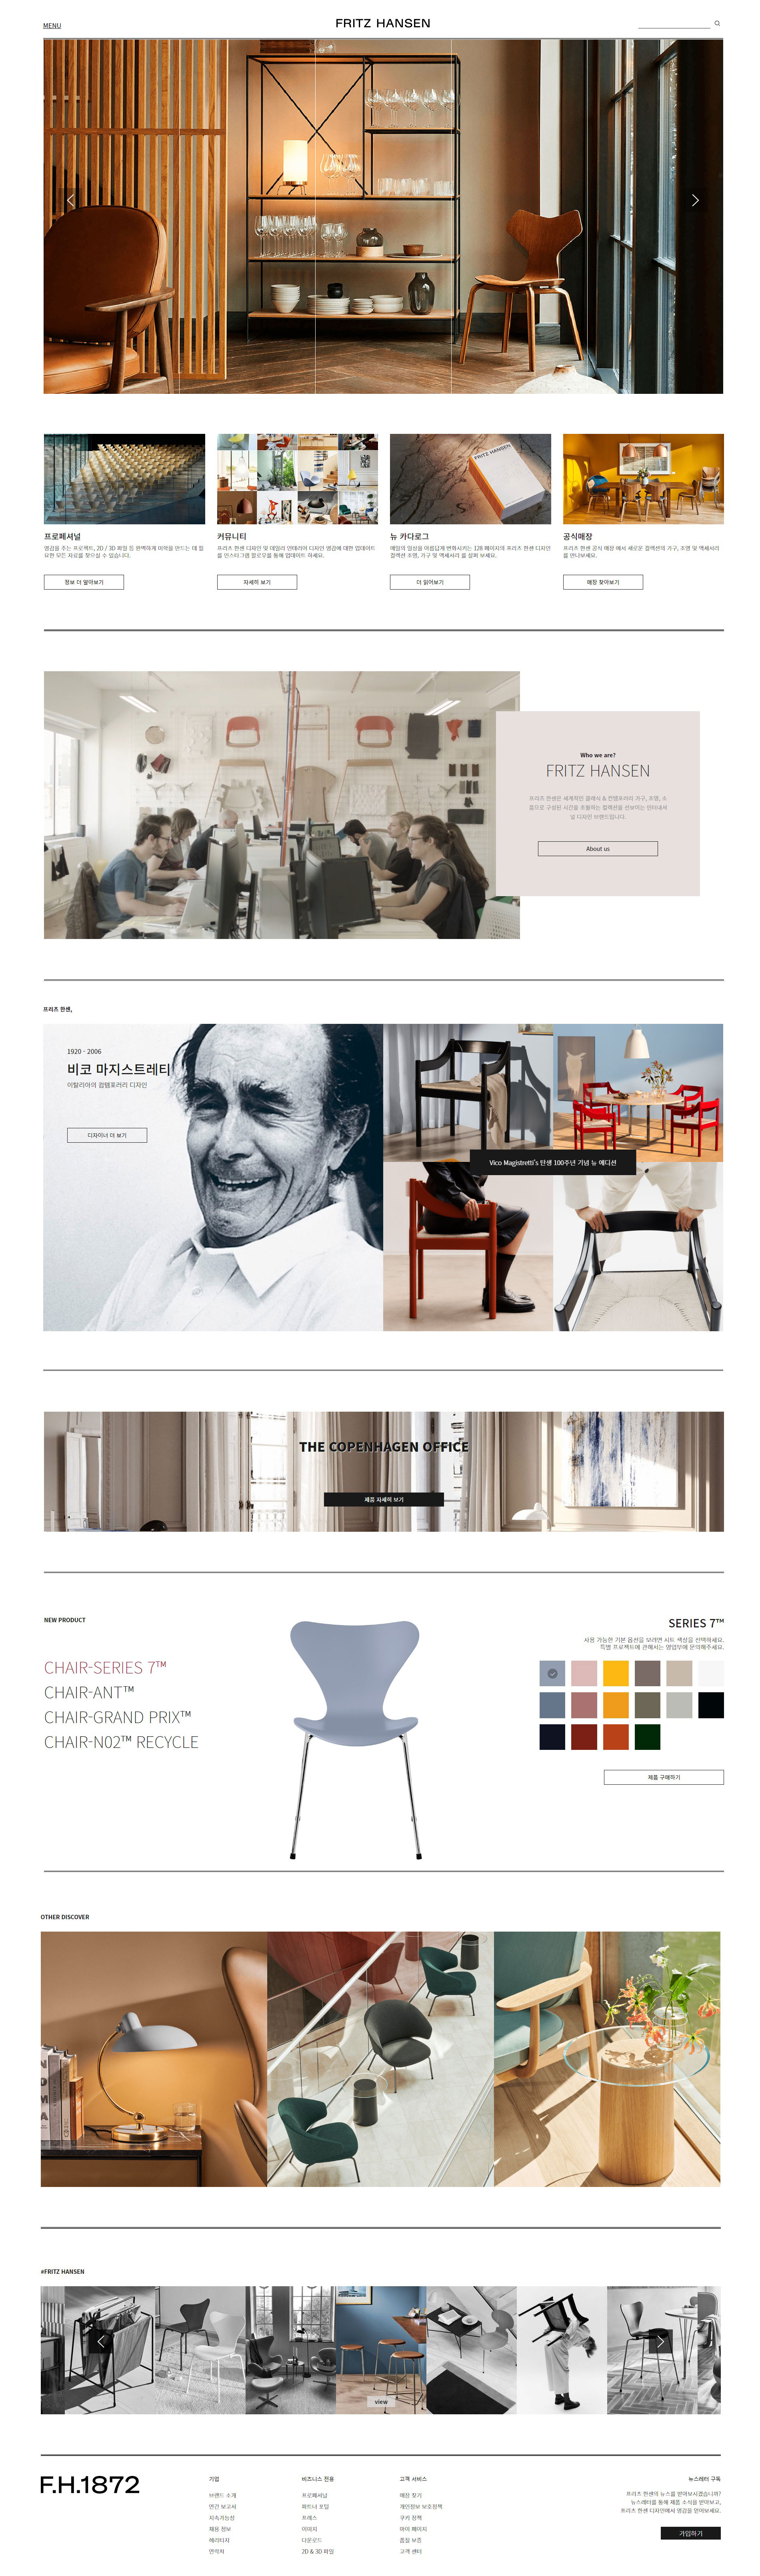 MENU
FRITZ HANSEN
FRITZ HANSEN
프로페셔널
영감을 주는 프로젝트, 2D / 3D 파일 등 완벽하게 미학을 만드는 데 필
요한 모든 자료를 찾으실 수 있습니다.
정보 더 알아보기
커뮤니티
프리츠 한센 디자인 및 데일리 인테리어 디자인 영감에 대한 업데이트
를 인스타그램 팔로우를 통해 업데이트 하세요.
자세히 보기
뉴 카다로그
매일의 일상을 아름답게 변화시키는 128 페이지의 프리츠 한센 디자인
컬렉션 조명, 가구 및 액세서리 를 살펴 보세요.
더 읽어보기
공식매장
프리츠 한센 공식 매장 에서 새로운 컬렉션의 가구, 조명 및 액세서리
를 만나보세요.
매장 찾아보기
Who we are?
FRITZ HANSEN
프리츠 한센은 세계적인 클래식 & 컨템포러리 가구, 조명, 소
품으로 구성된 시간을 초월하는 컬렉션을 선보이는 인터내셔
널 디자인 브랜드입니다.
About us
프리츠 한센,
1920 - 2006
비코 마지스트레티
이탈리아의 컴템포러리 디자인
디자이너 더 보기
Vico Magistretti's 탄생 100주년 기념 뉴 에디션
THE COPENHAGEN OFFICE
제품 자세히 보기
NEW PRODUCT
CHAIR-SERIES 7™
CHAIR-ANT™
CHAIR-GRAND PRIX™
CHAIR-N02™ RECYCLE
SERIES 7™
사용 가능한 기본 옵션을 보려면 시트 색상을 선택하세요.
특별 프로젝트에 관해서는 영업부에 문의해주세요.
제품 구매하기
OTHER DISCOVER
#FRITZ HANSEN
view
F.H.1872
가업
브랜드 소개
연간 보고서
지속가능성
채용 정보
헤리티지
연락처
비즈니스 전용
프로페셔널
파트너 포털
프레스
이미지
다운로드
2D & 3D 파일
고객 서비스
매장 찾기
개인정보 보호정책
쿠키 정책
마이 페이지
품질 보증
고객 센터
뉴스레터 구독
프리츠 한센의 뉴스를 받아보시겠습니까?
뉴스레터를 통해 제품 소식을 받아보고,
프리츠 한센 디자인에서 영감을 얻아보세요.
가입하기